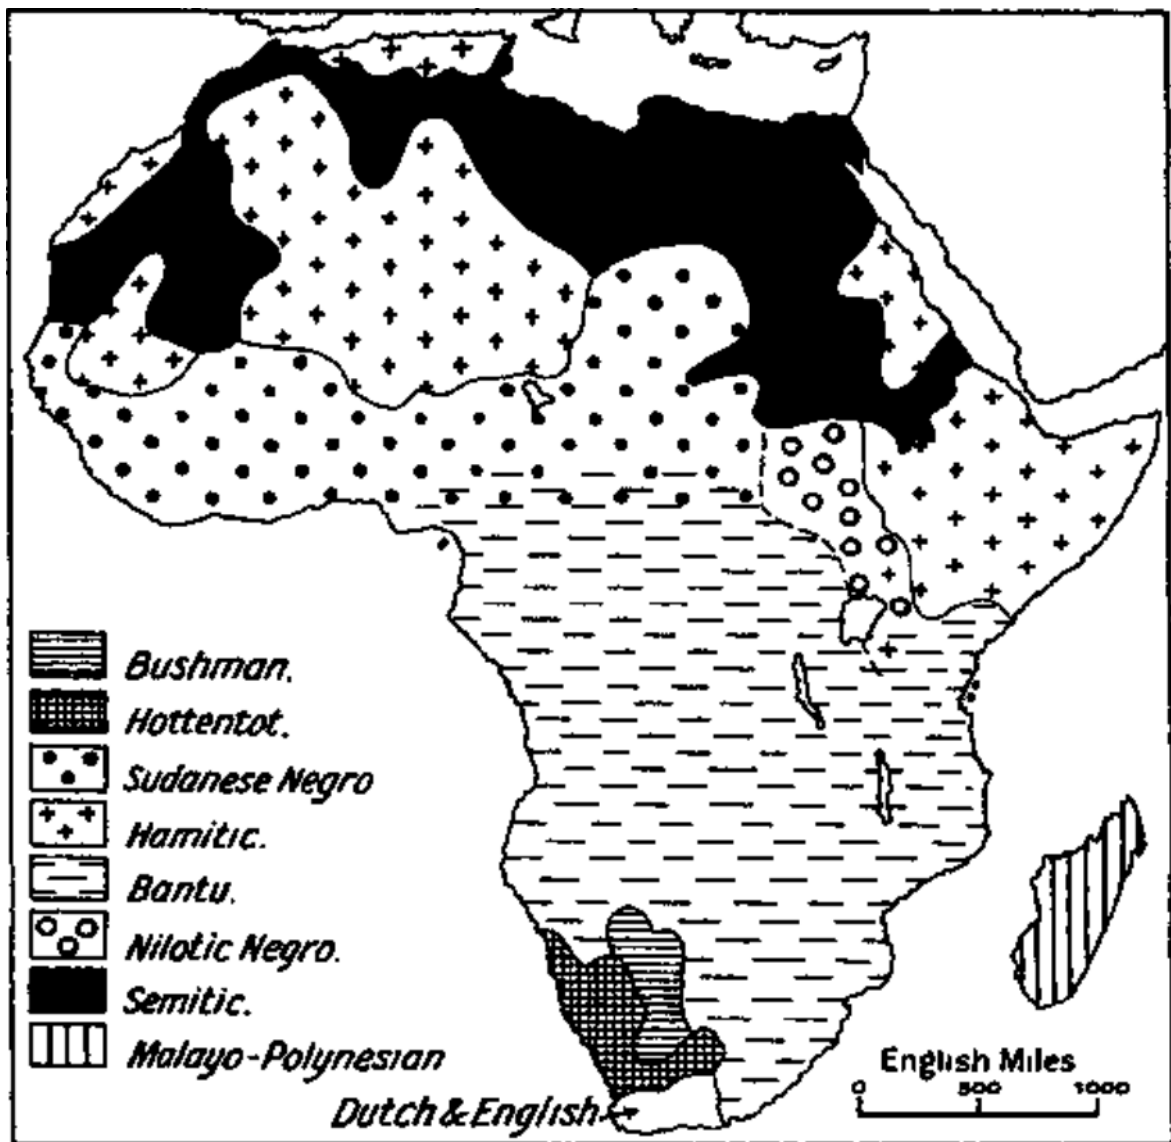 Bushman.
Hottentot.
Sudanese Negro
Hamitic.
Bantu.
Nilotic Negro.
Semitic.
Malayo-Polynesian
Dutch & English
English Miles
0 500 1000